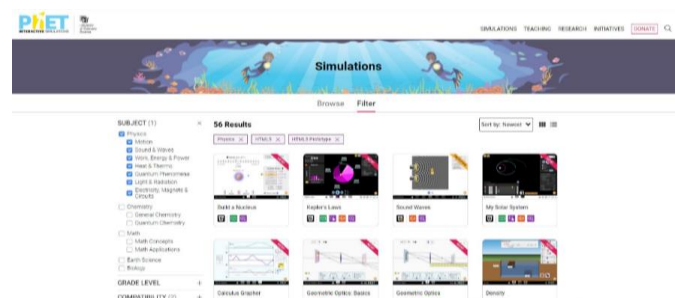 PhET
INTERACTIVE SIMULATIONS
SIMULATIONS TEACHING RESEARCH INITIATIVES DONATE
Simulations
Browse Filter
SUBJECT (1)
56 Results
Sort by: Newest
Physics
Motion
Sound & Waves
Work, Energy & Power
Heat & Thermo
Quantum Phenomena
Light & Radiation
Electricity, Magnets &
Circuits
Chemistry
General Chemistry
Quantum Chemistry
Math
Math Concepts
Math Applications
Earth Science
Biology
GRADE LEVEL +
COMPATIBILITY (2) +
Physics HTML5 HTML5 Prototype
Build a Nucleus
Kepler's Laws
Sound Waves
My Solar System
Calculus Grapher
Geometric Optics: Basics
Geometric Optics
Density